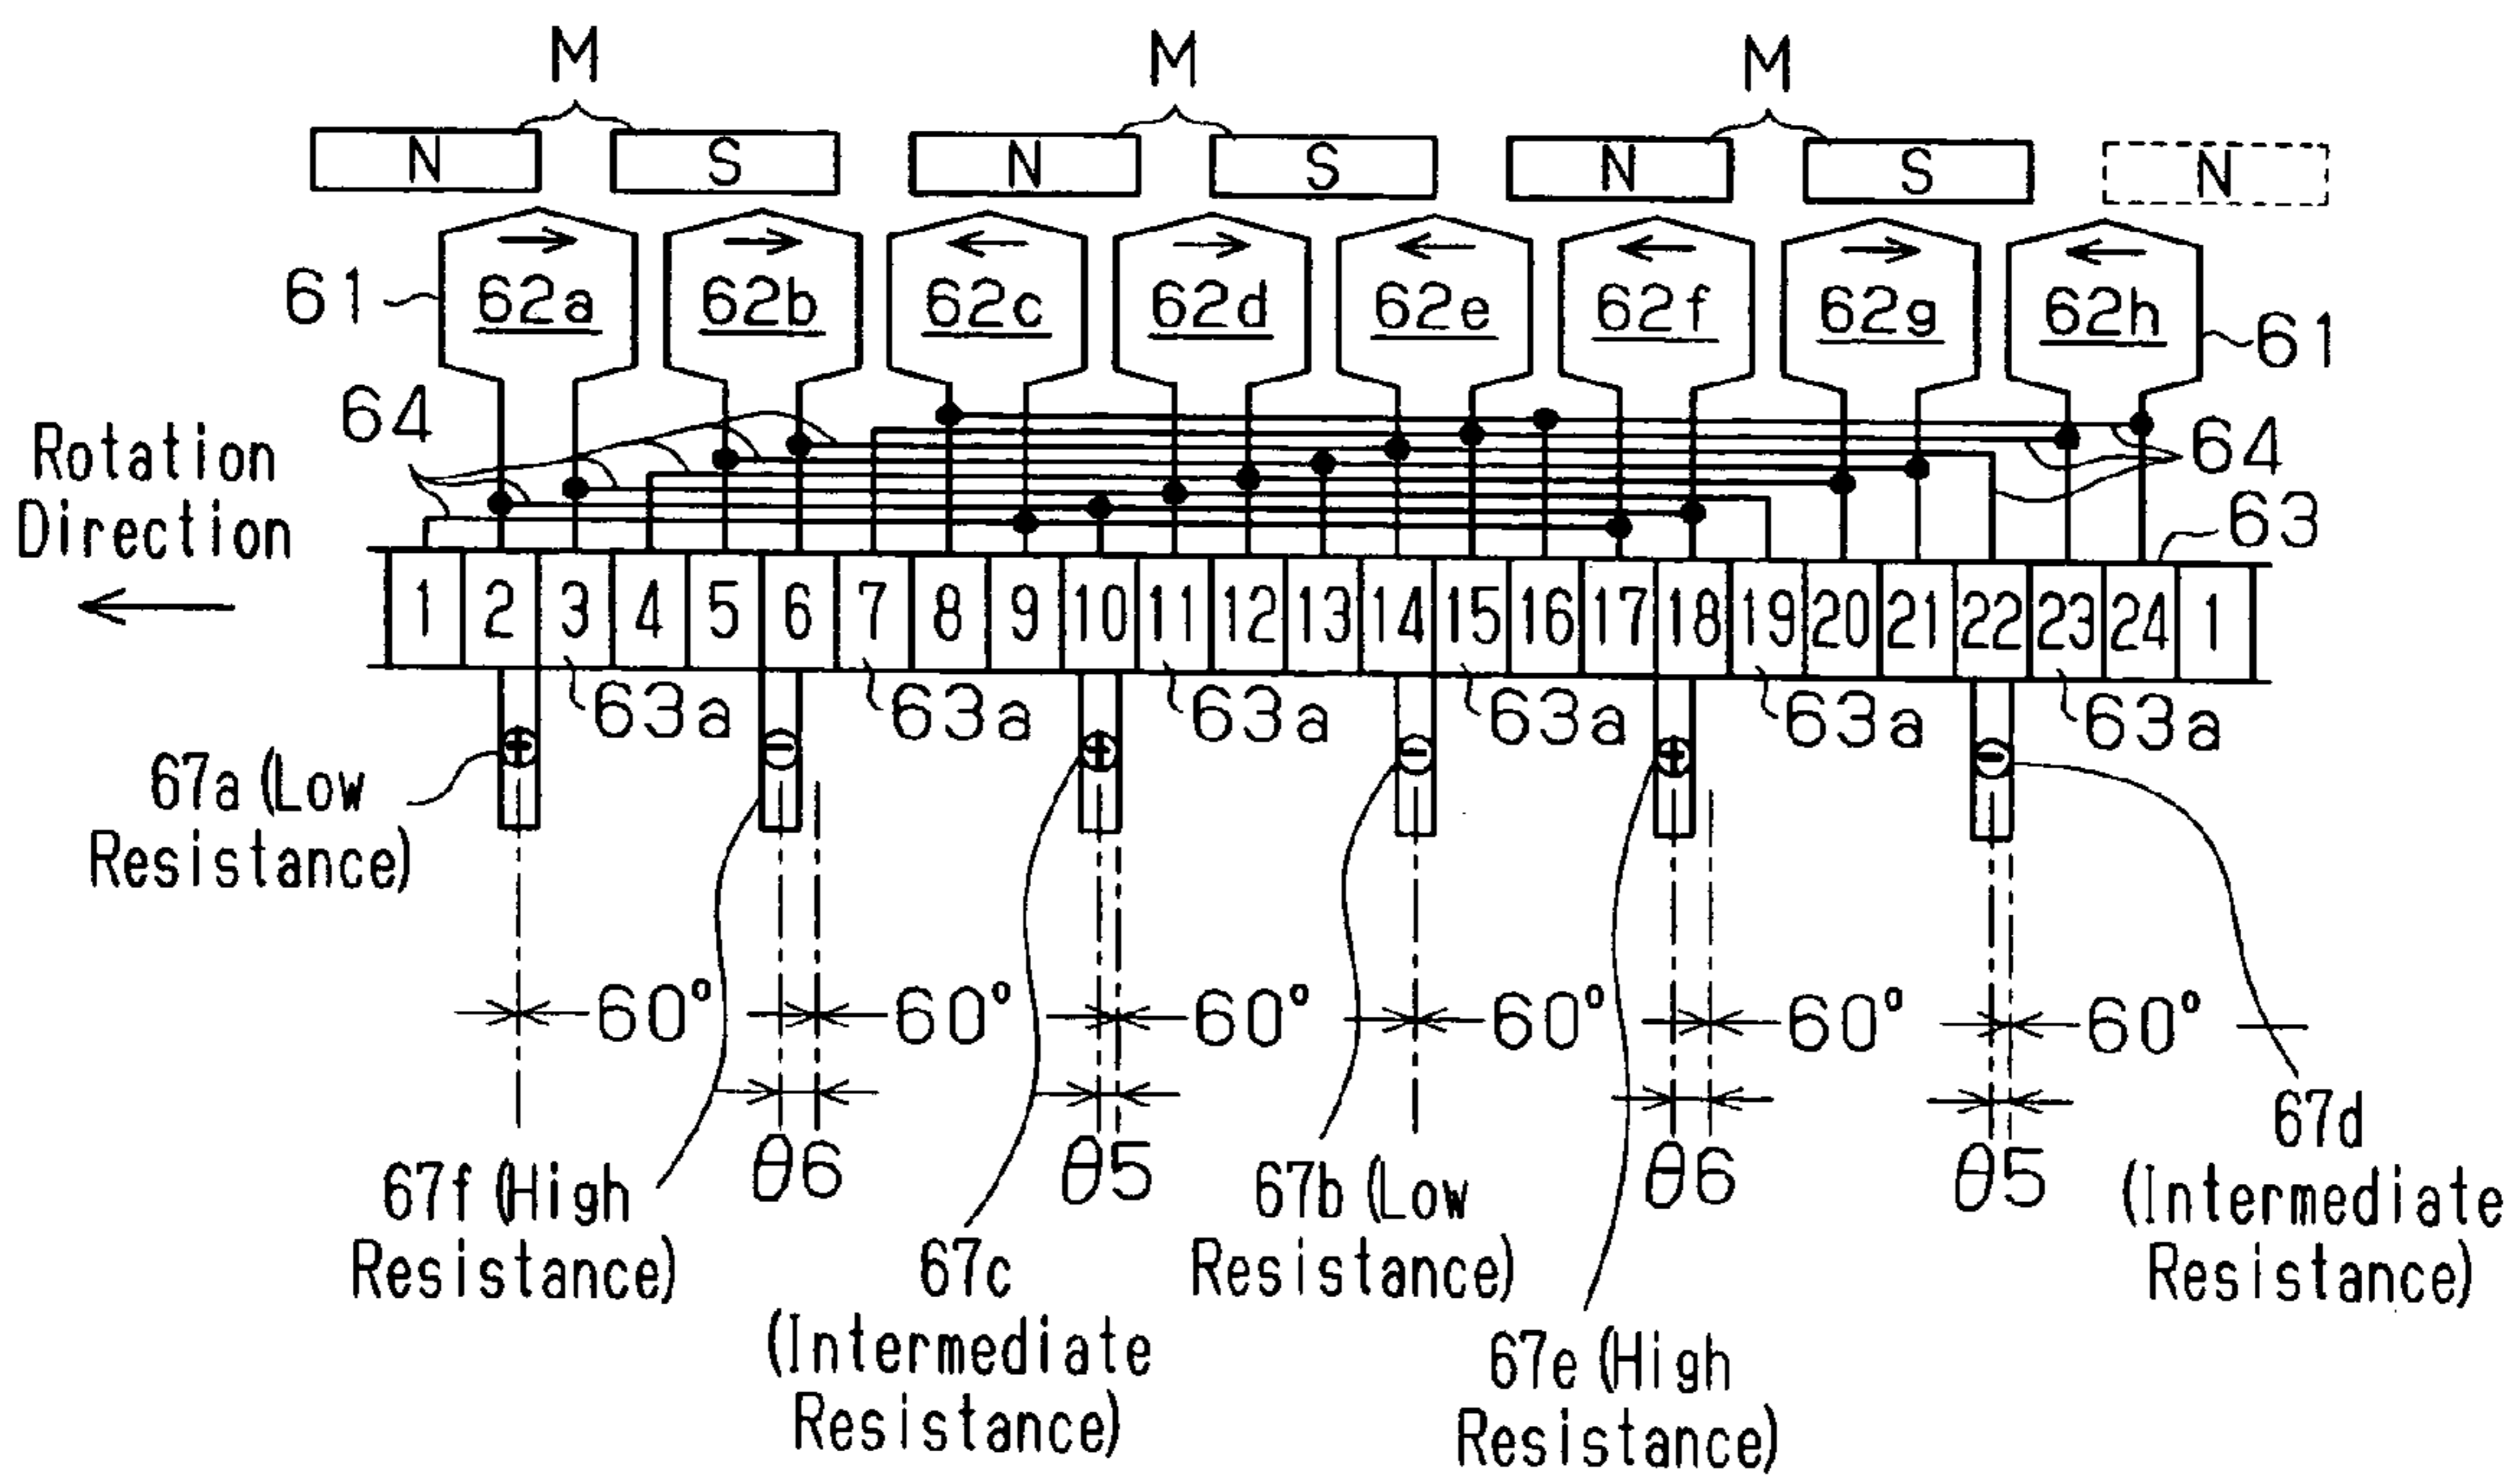 M M M
N S N S N S N
61 62a 62b 62c 62d 62e 62f 62g 62h 61
64 64
Rotation
Direction
63
1 2 3 4 5 6 7 8 9 10 11 12 13 14 15 16 17 18 19 20 21 22 23 24 1
63a 63a 63a 63a 63a 63a
⊕ ⊖ ⊕ ⊖ ⊕ ⊖
67a (Low
Resistance)
60° 60° 60° 60° 60° 60°
θ6 θ5 θ6 θ5
67f (High
Resistance)
67c
(Intermediate
Resistance)
67b (Low
Resistance)
67e (High
Resistance)
67d
(Intermediate
Resistance)